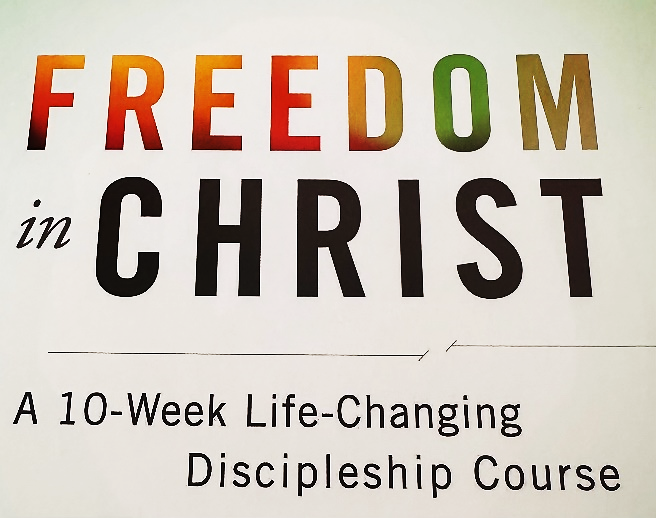 FREEDOM
in CHRIST
A 10-Week Life-Changing
Discipleship Course